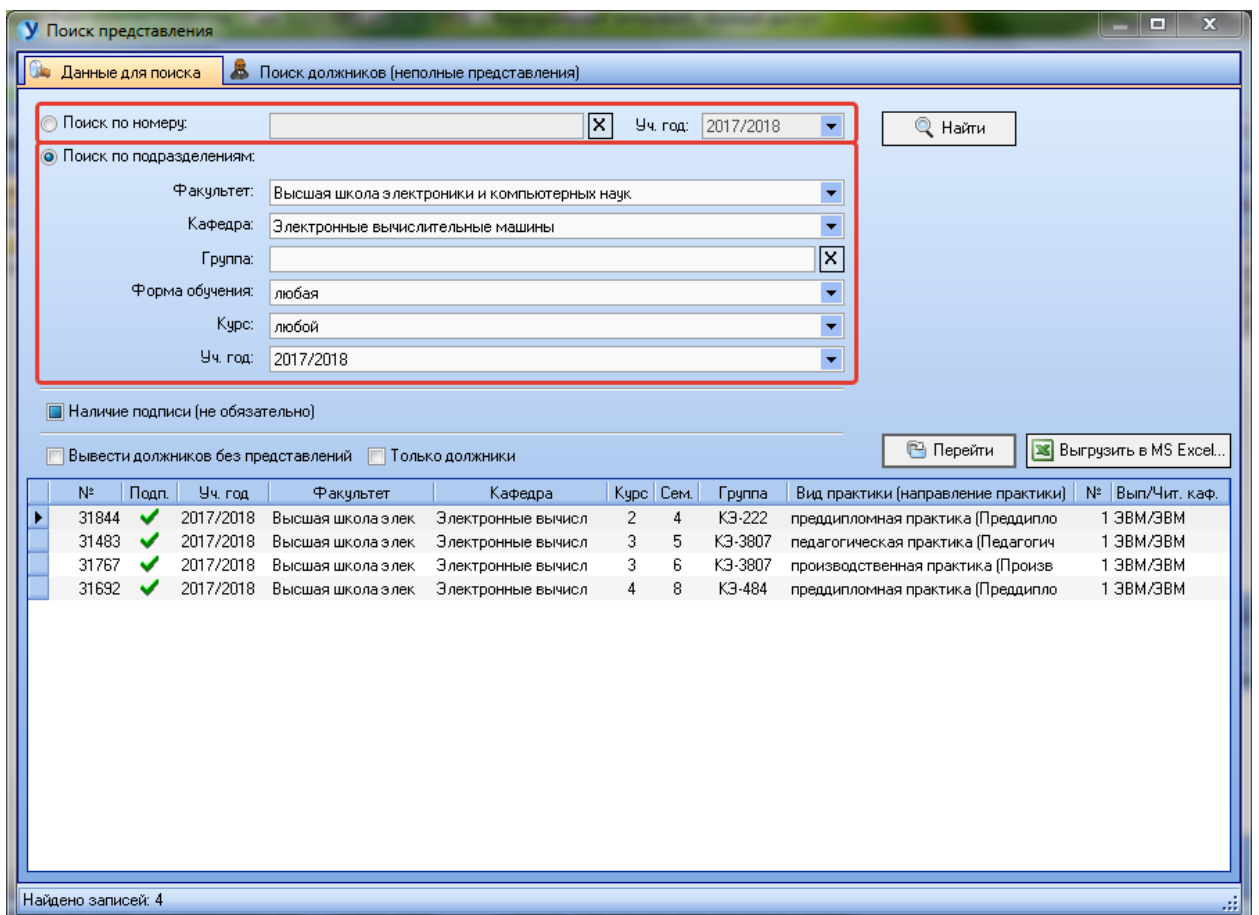 Поиск представления
Данные для поиска Поиск должников (неполные представления)
Поиск по номеру: X Уч. год: 2017/2018 Найти
Поиск по подразделениям:
Факультет: Высшая школа электроники и компьютерных наук
Кафедра: Электронные вычислительные машины
Группа: X
Форма обучения: любая
Курс: любой
Уч. год: 2017/2018
Наличие подписи (не обязательно)
Вывести должников без представлений Только должники Перейти Выгрузить в MS Excel...
№ Подп. Уч. год Факультет Кафедра Курс Сем. Группа Вид практики (направление практики) № Вып/Чит. каф.
31844 2017/2018 Высшая школа элек Электронные вычисл 2 4 КЭ-222 преддипломная практика (Преддипло 1 ЭВМ/ЭВМ
31483 2017/2018 Высшая школа элек Электронные вычисл 3 5 КЭ-3807 педагогическая практика (Педагогич 1 ЭВМ/ЭВМ
31767 2017/2018 Высшая школа элек Электронные вычисл 3 6 КЭ-3807 производственная практика (Произв 1 ЭВМ/ЭВМ
31692 2017/2018 Высшая школа элек Электронные вычисл 4 8 КЭ-484 преддипломная практика (Преддипло 1 ЭВМ/ЭВМ
Найдено записей: 4